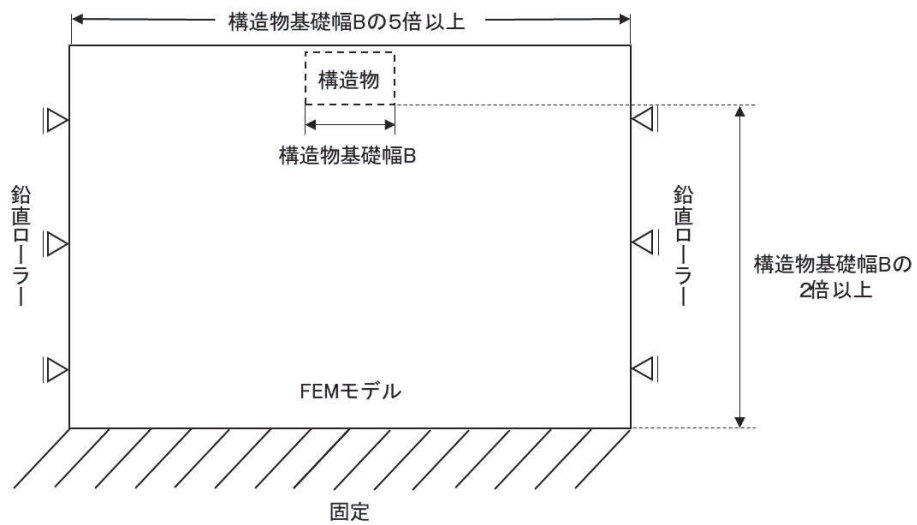 構造物基礎幅Bの5倍以上
構造物
構造物基礎幅B
鉛直ローラー
鉛直ローラー
構造物基礎幅Bの
2倍以上
FEMモデル
固定